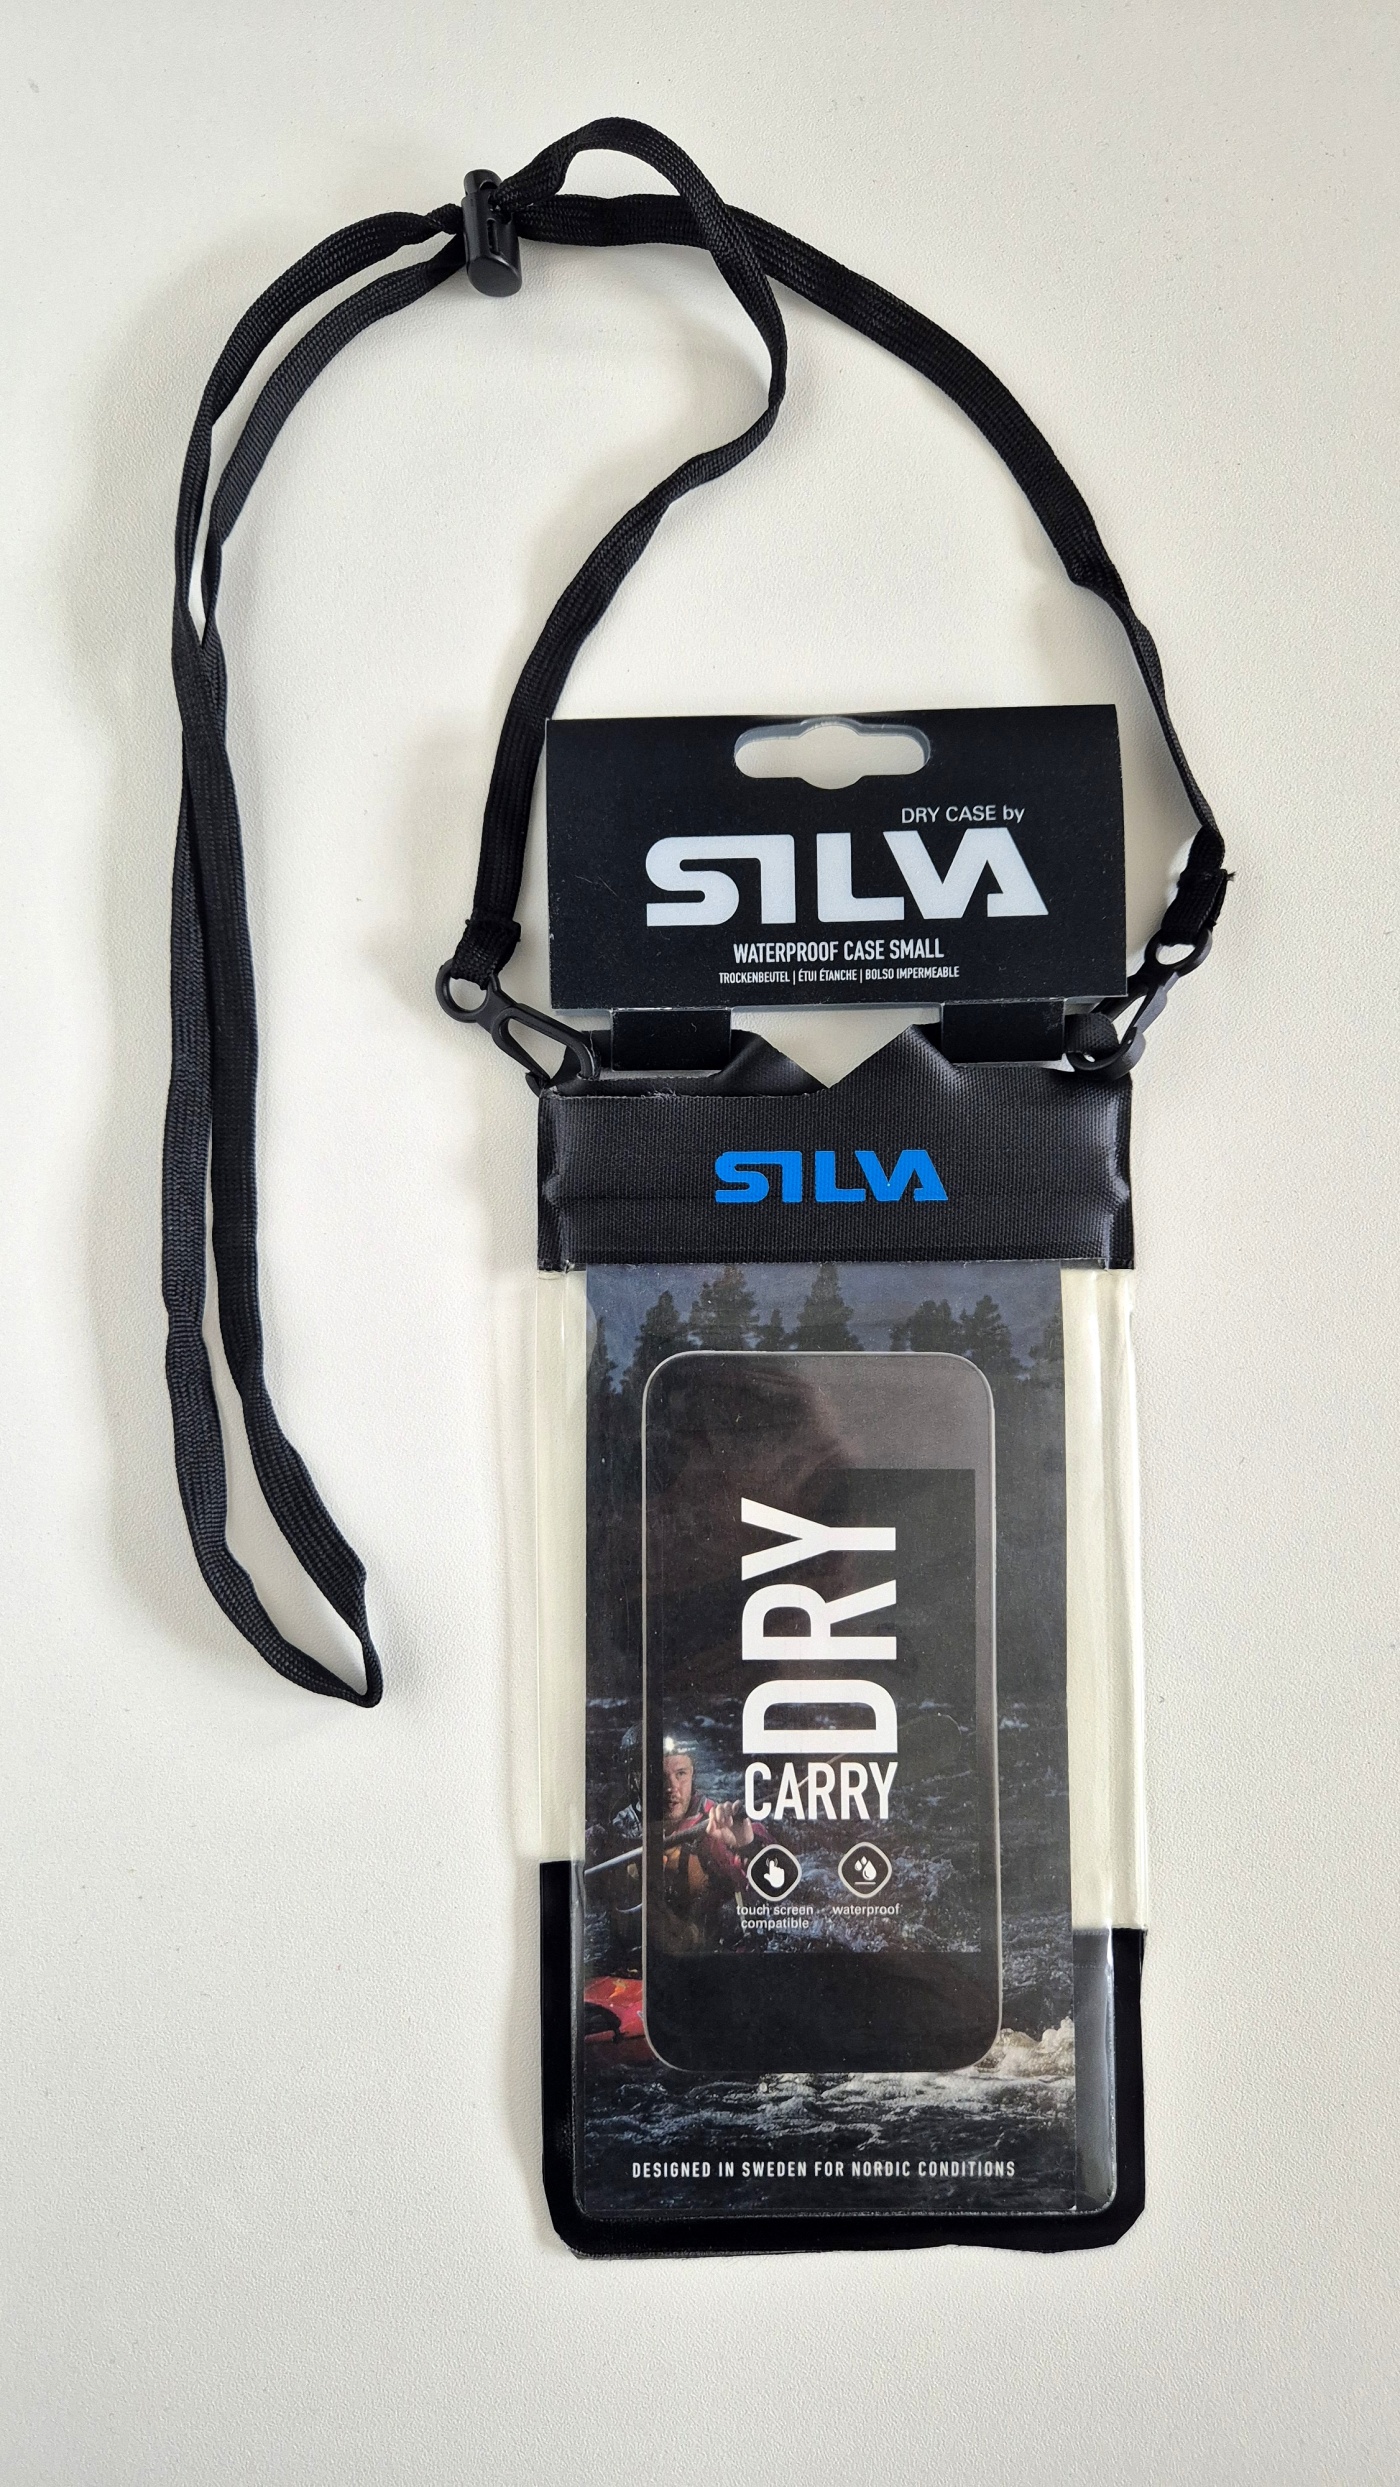 DRY CASE by
SILVA
WATERPROOF CASE SMALL
TROCKENBEUTEL | ÉTUI ÉTANCHE | BOLSO IMPERMEABLE
SILVA
DRY
CARRY
touch screen compatible
waterproof
DESIGNED IN SWEDEN FOR NORDIC CONDITIONS